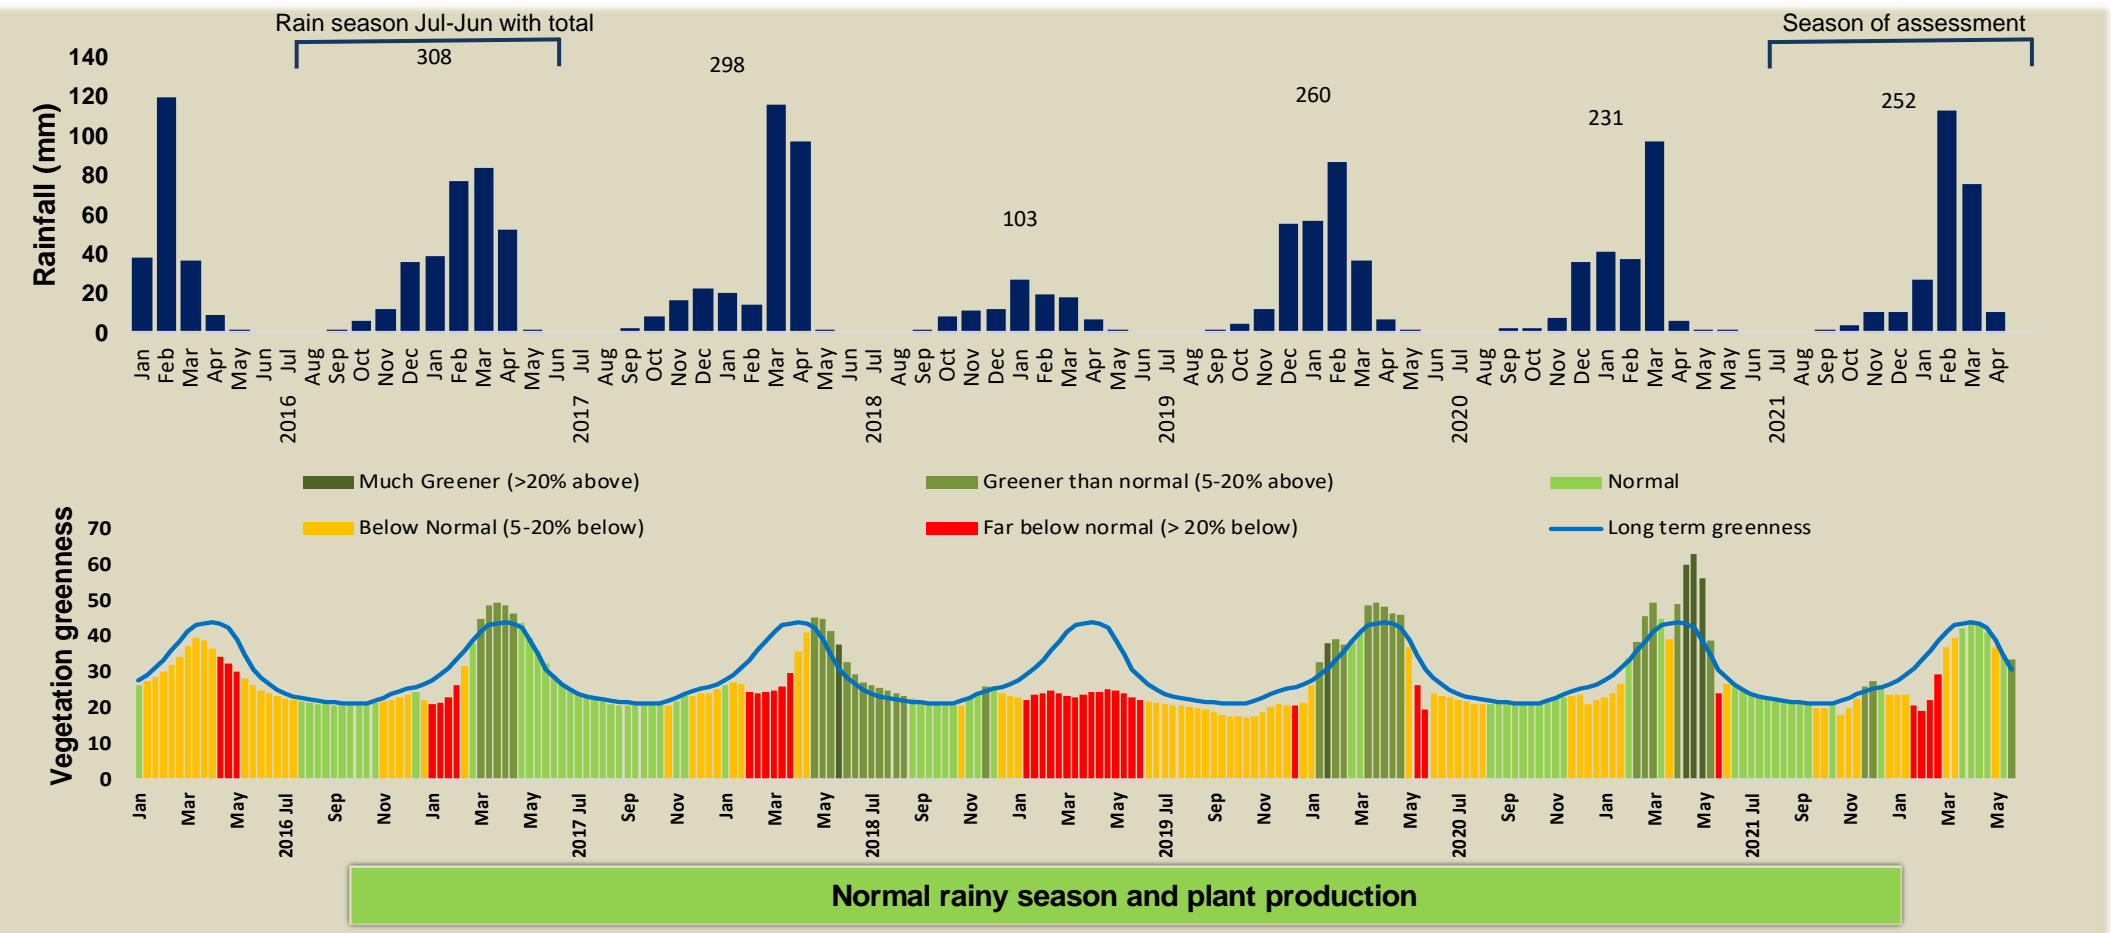 Rain season Jul-Jun with total
Season of assessment
308
298
103
260
231
252
Rainfall (mm)
140
120
100
80
60
40
20
0
Jan Feb Mar Apr May Jun Jul Aug Sep Oct Nov Dec Jan Feb Mar Apr May Jun Jul Aug Sep Oct Nov Dec Jan Feb Mar Apr May Jun Jul Aug Sep Oct Nov Dec Jan Feb Mar Apr May Jun Jul Aug Sep Oct Nov Dec Jan Feb Mar Apr May Jun Jul Aug Sep Oct Nov Dec Jan Feb Mar Apr May May Jun Jul Aug Sep Oct Nov Dec Jan Feb Mar Apr
2016 2017 2018 2019 2020 2021
Much Greener (>20% above)
Greener than normal (5-20% above)
Normal
Below Normal (5-20% below)
Far below normal (> 20% below)
Long term greenness
Vegetation greenness
70
60
50
40
30
20
10
0
Jan Mar May 2016 Jul Sep Nov Jan Mar May 2017 Jul Sep Nov Jan Mar May 2018 Jul Sep Nov Jan Mar May 2019 Jul Sep Nov Jan Mar May 2020 Jul Sep Nov Jan Mar May 2021 Jul Sep Nov Jan Mar May
Normal rainy season and plant production